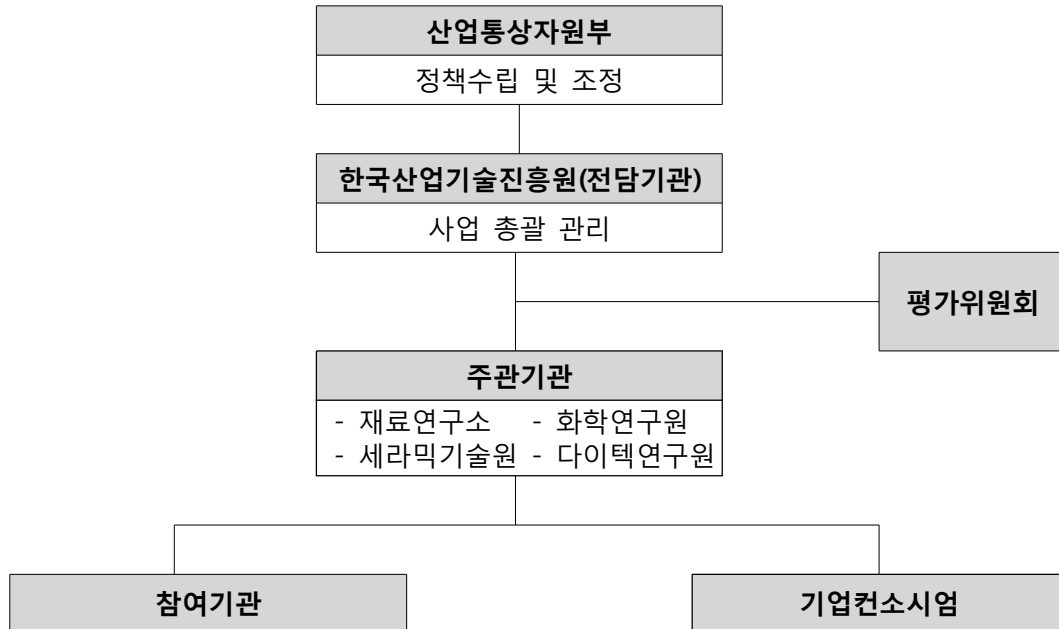 산업통상자원부
정책수립 및 조정
한국산업기술진흥원(전담기관)
사업 총괄 관리
평가위원회
주관기관
- 재료연구소 - 화학연구원
- 세라믹기술원 - 다이텍연구원
참여기관
기업컨소시엄